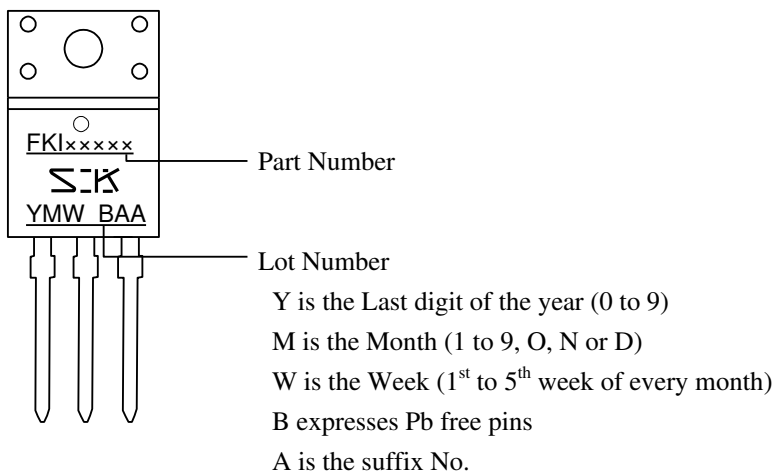 FKI×××××
Part Number
SK
YMW BAA
Lot Number
Y is the Last digit of the year (0 to 9)
M is the Month (1 to 9, O, N or D)
W is the Week (1st to 5th week of every month)
B expresses Pb free pins
A is the suffix No.